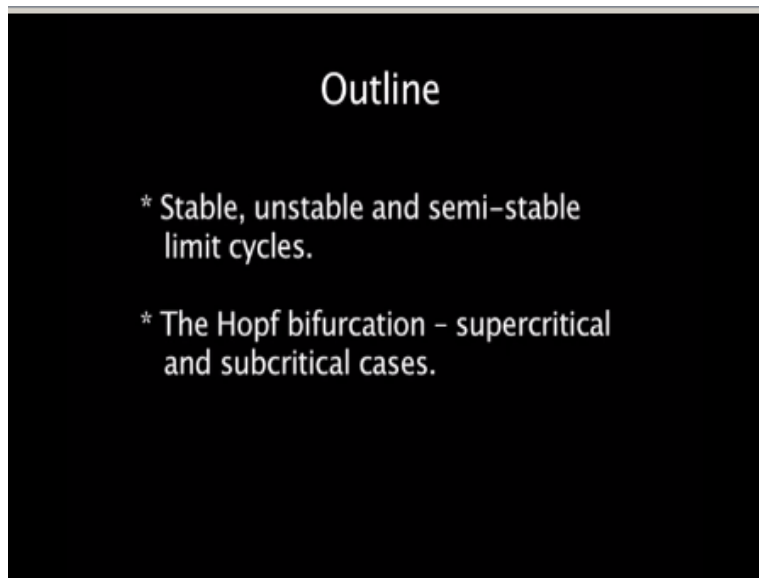 Outline
* Stable, unstable and semi-stable
limit cycles.
* The Hopf bifurcation - supercritical
and subcritical cases.